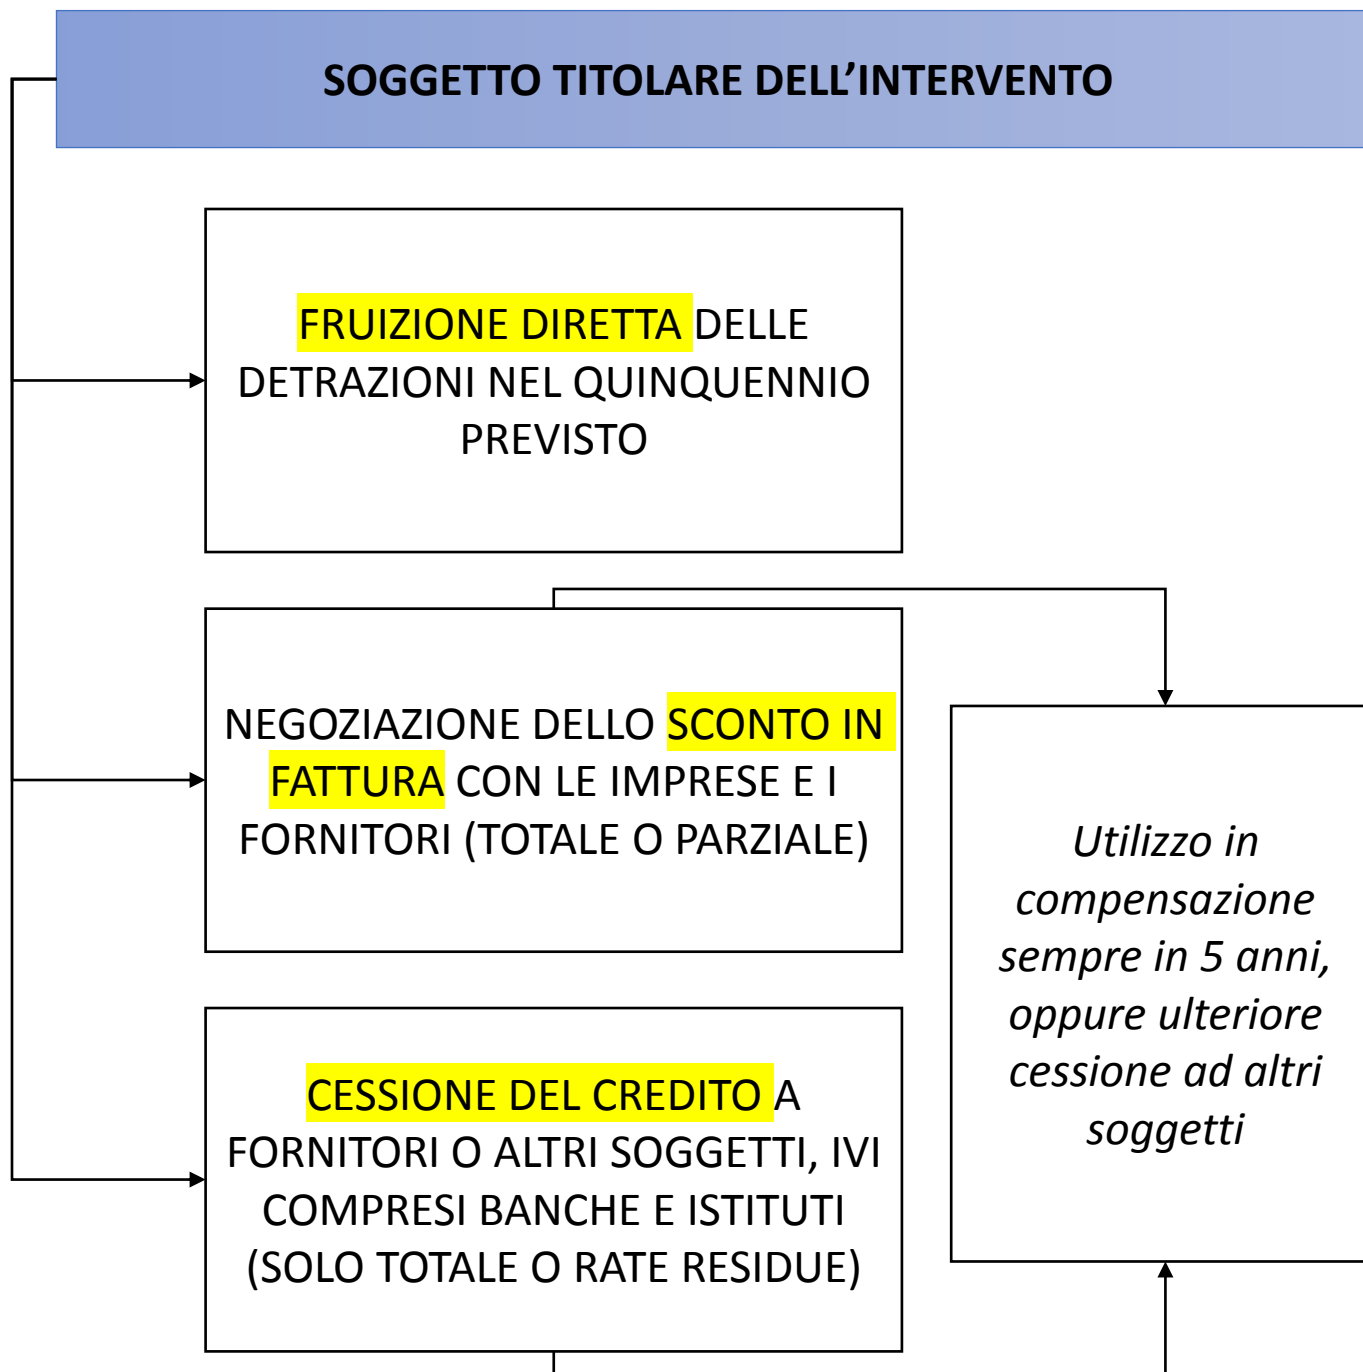 SOGGETTO TITOLARE DELL’INTERVENTO
FRUIZIONE DIRETTA DELLE
DETRAZIONI NEL QUINQUENNIO
PREVISTO
NEGOZIAZIONE DELLO SCONTO IN
FATTURA CON LE IMPRESE E I
FORNITORI (TOTALE O PARZIALE)
CESSIONE DEL CREDITO A
FORNITORI O ALTRI SOGGETTI, IVI
COMPRESI BANCHE E ISTITUTI
(SOLO TOTALE O RATE RESIDUE)
Utilizzo in
compensazione
sempre in 5 anni,
oppure ulteriore
cessione ad altri
soggetti